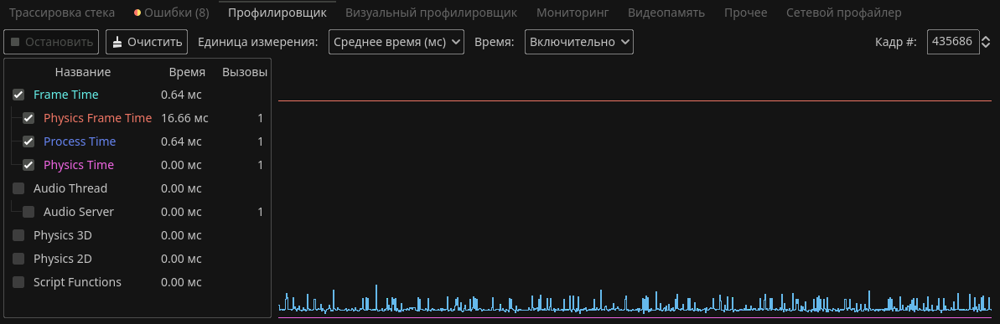 Трассировка стека Ошибки (8) Профилировщик Визуальный профилировщик Мониторинг Видеопамять Прочее Сетевой профайлер
Остановить Очистить Единица измерения: Среднее время (мс) Время: Включительно Кадр #: 435686
Название Время Вызовы
Frame Time 0.64 мс
Physics Frame Time 16.66 мс 1
Process Time 0.64 мс 1
Physics Time 0.00 мс 1
Audio Thread 0.00 мс
Audio Server 0.00 мс 1
Physics 3D 0.00 мс
Physics 2D 0.00 мс
Script Functions 0.00 мс